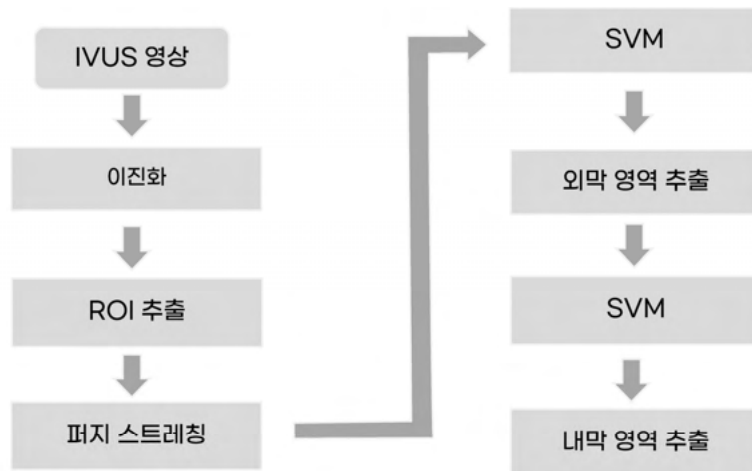 IVUS 영상
이진화
ROI 추출
퍼지 스트레칭
SVM
외막 영역 추출
SVM
내막 영역 추출